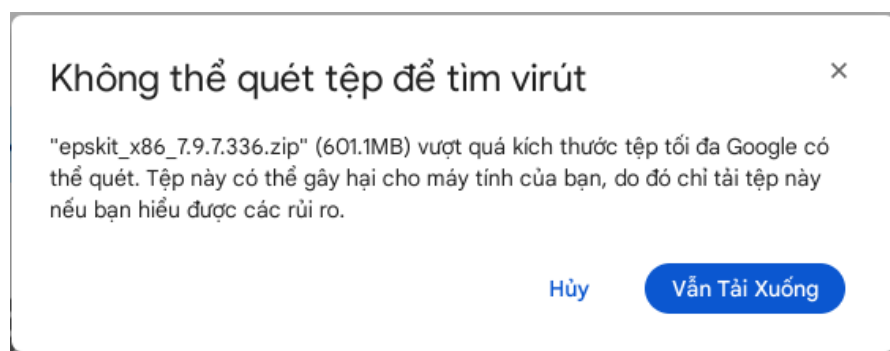 Không thể quét tệp để tìm virút
"epskit_x86_7.9.7.336.zip" (601.1MB) vượt quá kích thước tệp tối đa Google có
thể quét. Tệp này có thể gây hại cho máy tính của bạn, do đó chỉ tải tệp này
nếu bạn hiểu được các rủi ro.
Hủy
Vẫn Tải Xuống